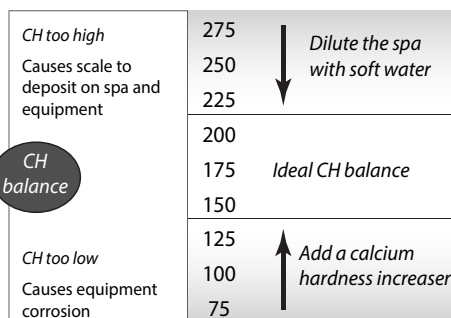 CH too high
Causes scale to
deposit on spa and
equipment
CH
balance
CH too low
Causes equipment
corrosion
275
250
225
200
175
150
125
100
75
Dilute the spa
with soft water
Ideal CH balance
Add a calcium
hardness increaser